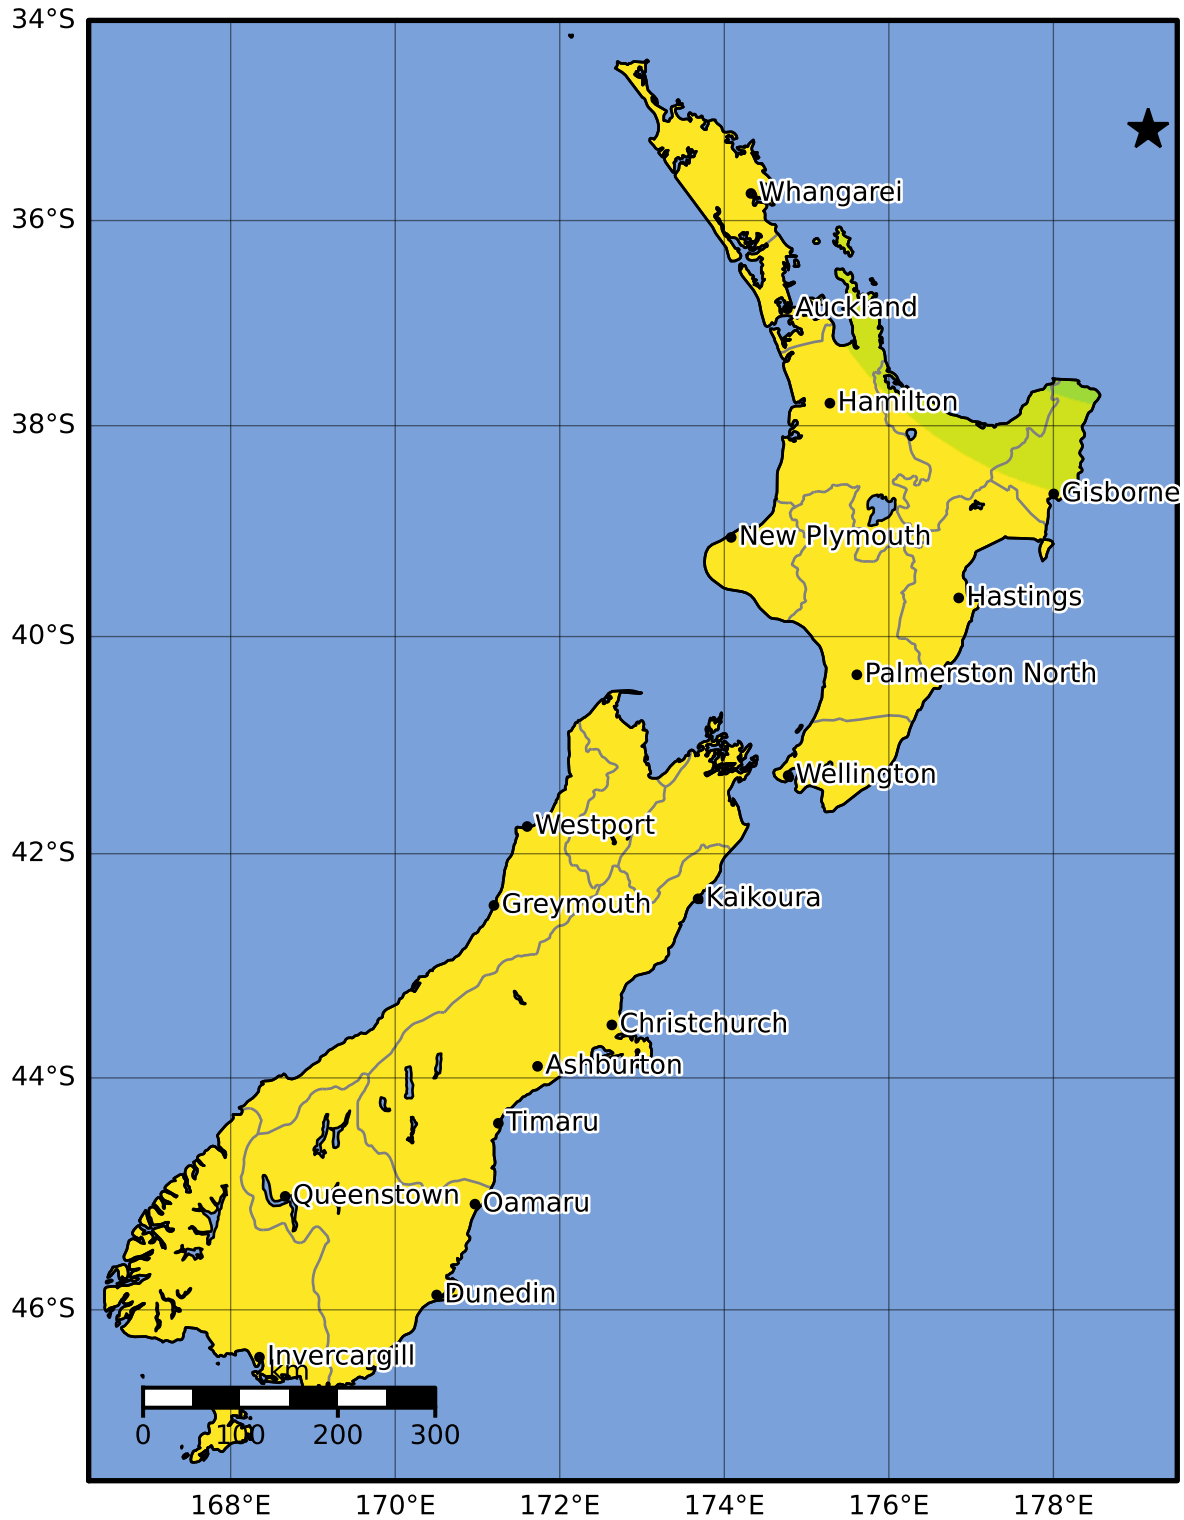 34°S
Whangarei
36°S
Auckland
Hamilton
38°S
Gisborne
New Plymouth
Hastings
40°S
Palmerston North
Wellington
Westport
42°S
Kaikoura
Greymouth
Christchurch
44°S
Ashburton
Timaru
Queenstown
Oamaru
Dunedin
46°S
Invercargill
km
0 100 200 300
168°E 170°E 172°E 174°E 176°E 178°E